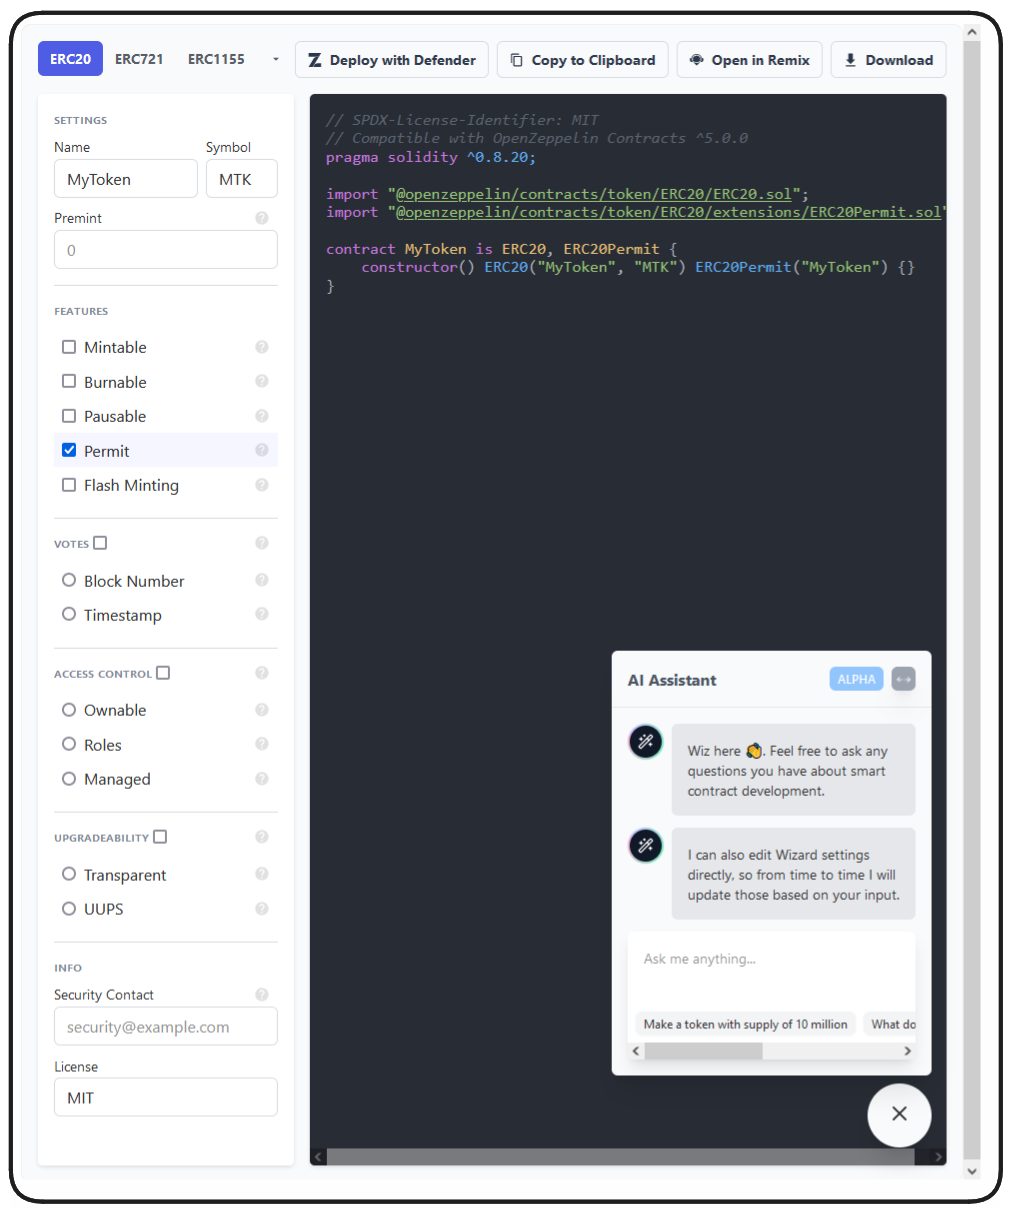 ERC20 ERC721 ERC1155 Deploy with Defender Copy to Clipboard Open in Remix Download
SETTINGS
Name Symbol
MyToken MTK
Premint
0
FEATURES
Mintable
Burnable
Pausable
Permit
Flash Minting
VOTES
Block Number
Timestamp
ACCESS CONTROL
Ownable
Roles
Managed
UPGRADEABILITY
Transparent
UUPS
INFO
Security Contact
security@example.com
License
MIT
// SPDX-License-Identifier: MIT
// Compatible with OpenZeppelin Contracts ^5.0.0
pragma solidity ^0.8.20;
import "@openzeppelin/contracts/token/ERC20/ERC20.sol";
import "@openzeppelin/contracts/token/ERC20/extensions/ERC20Permit.sol"
contract MyToken is ERC20, ERC20Permit {
constructor() ERC20("MyToken", "MTK") ERC20Permit("MyToken") {}
}
AI Assistant ALPHA
Wiz here 👏. Feel free to ask any
questions you have about smart
contract development.
I can also edit Wizard settings
directly, so from time to time I will
update those based on your input.
Ask me anything...
Make a token with supply of 10 million What do